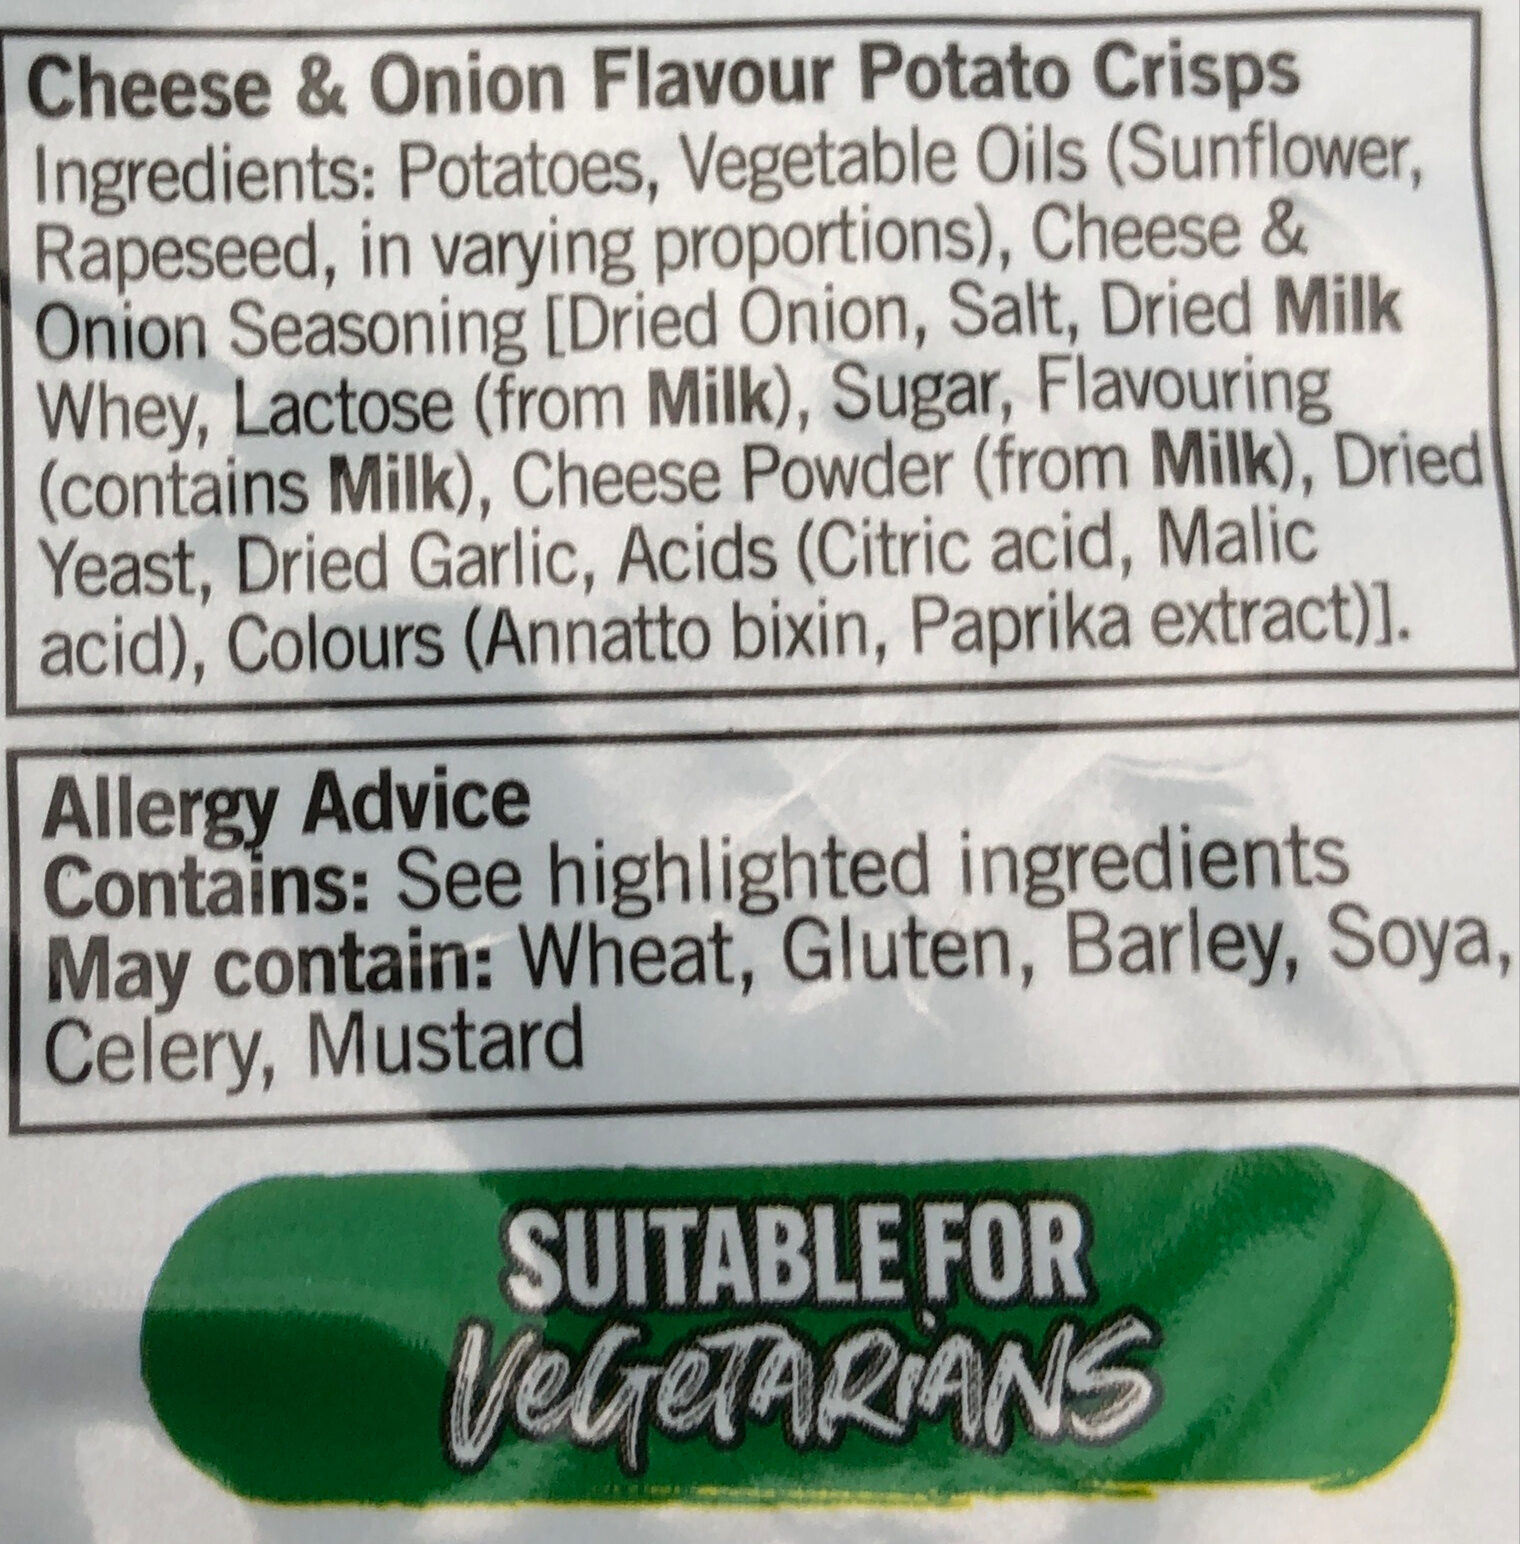 Cheese & Onion Flavour Potato Crisps
Ingredients: Potatoes, Vegetable Oils (Sunflower,
Rapeseed, in varying proportions), Cheese &
Onion Seasoning [Dried Onion, Salt, Dried Milk
Whey, Lactose (from Milk), Sugar, Flavouring
(contains Milk), Cheese Powder (from Milk), Dried
Yeast, Dried Garlic, Acids (Citric acid, Malic
acid), Colours (Annatto bixin, Paprika extract)].
Allergy Advice
Contains: See highlighted ingredients
May contain: Wheat, Gluten, Barley, Soya,
Celery, Mustard
SUITABLE FOR
VEGETARIANS